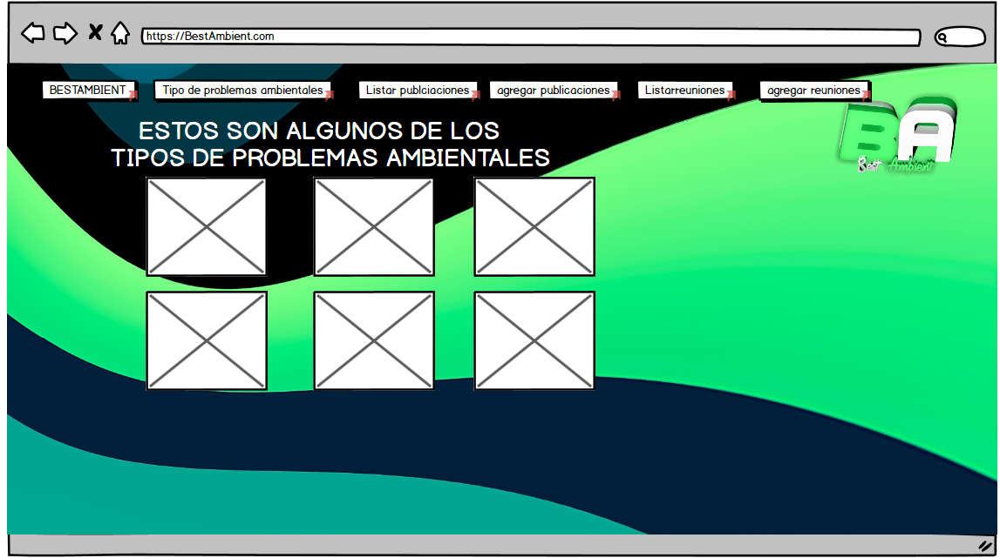 https://BestAmbient.com
BESTAMBIENT
Tipo de problemas ambientales
Listar publciaciones
agregar publicaciones
Listarreuniones
agregar reuniones
BA
Best Ambient
ESTOS SON ALGUNOS DE LOS
TIPOS DE PROBLEMAS AMBIENTALES